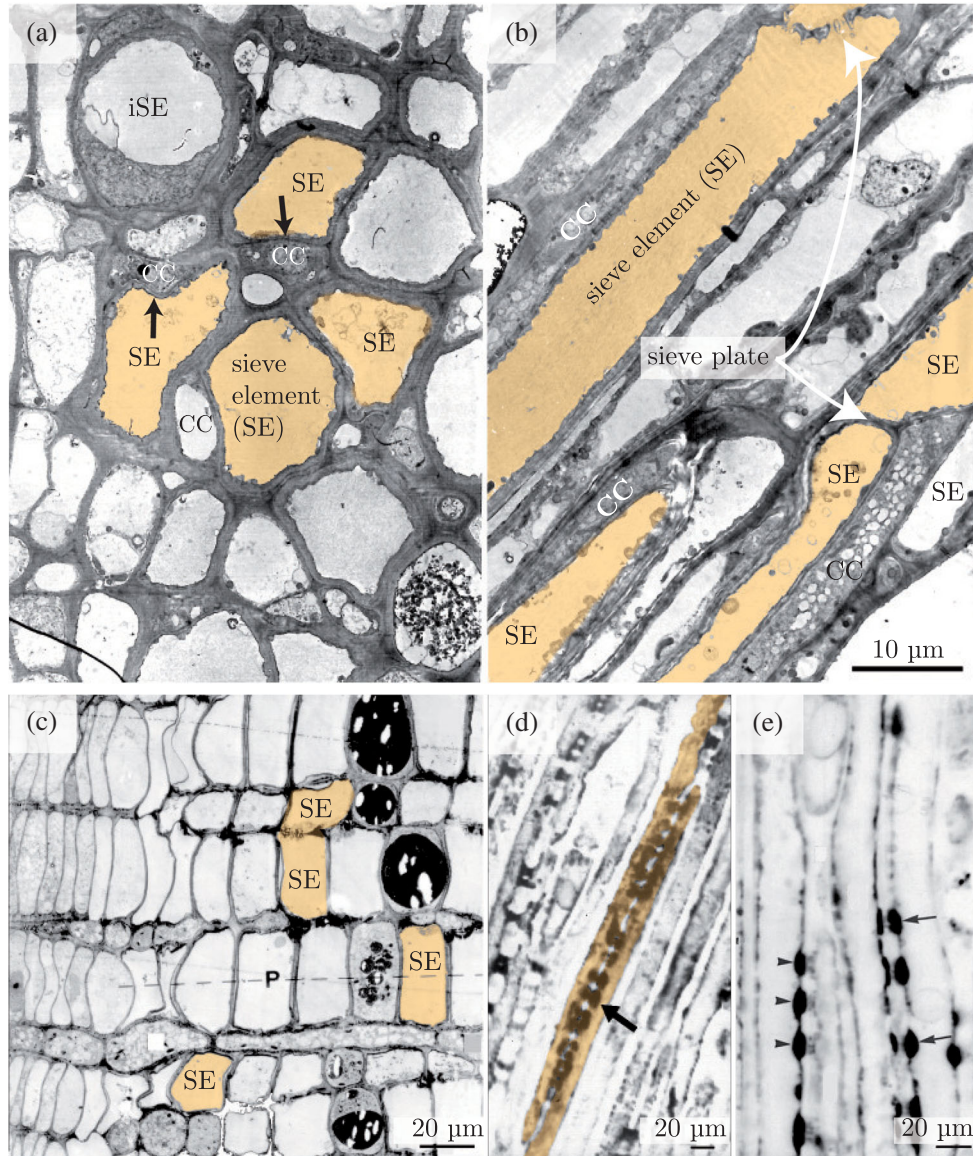 (a)
iSE
SE
CC
CC
SE
SE
sieve
element
(SE)
CC
(b)
CC
sieve element (SE)
sieve plate
SE
SE
CC
SE
CC
SE
10 µm
(c)
SE
SE
P
SE
SE
20 µm
(d)
20 µm
(e)
20 µm